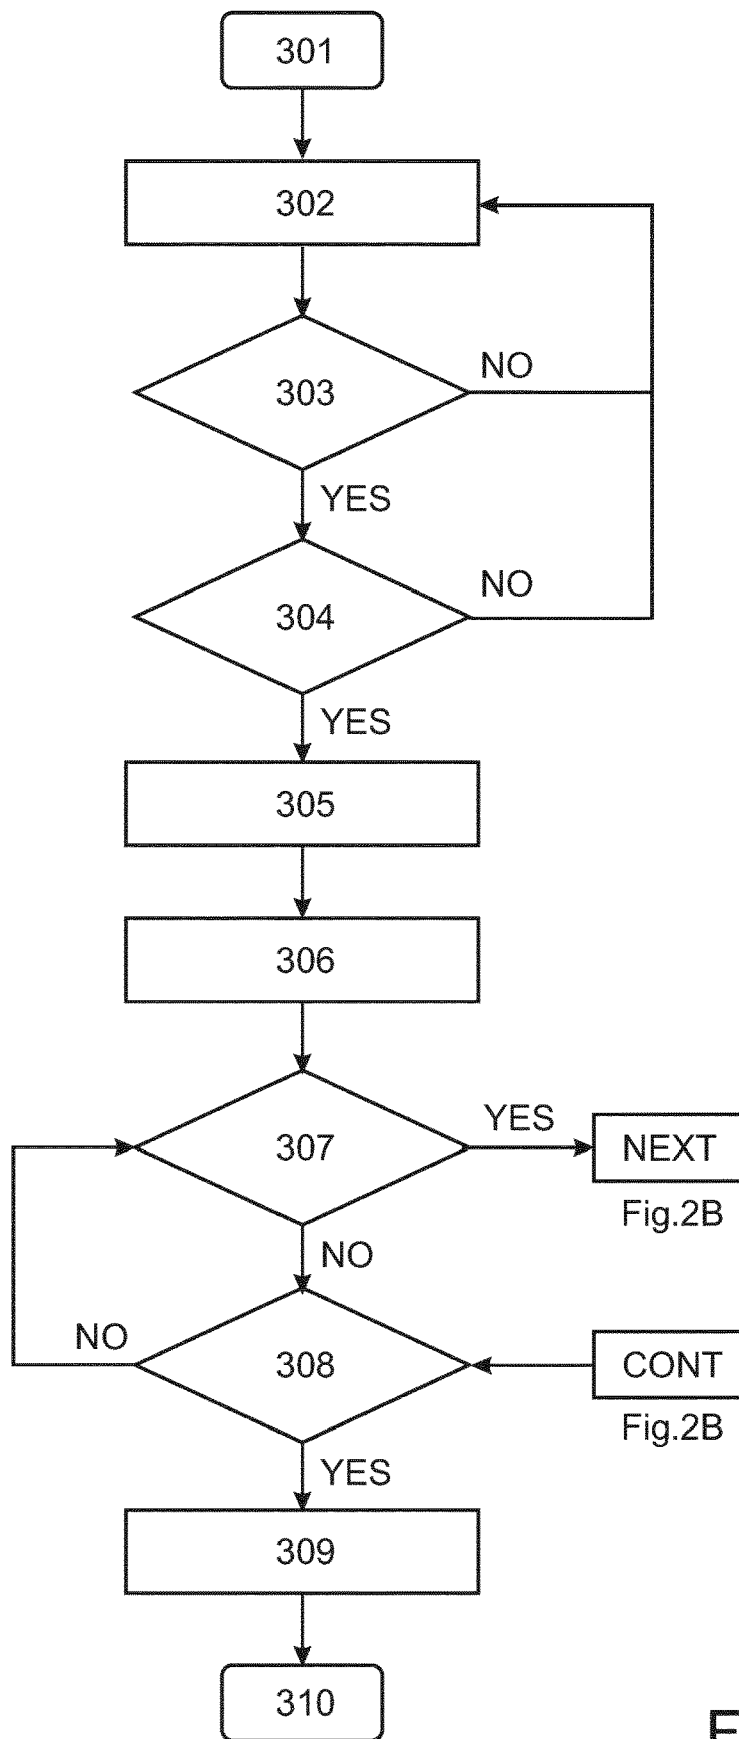 301
302
303
NO
YES
304
NO
YES
305
306
307
YES
NEXT
Fig.2B
NO
308
NO
CONT
Fig.2B
YES
309
310